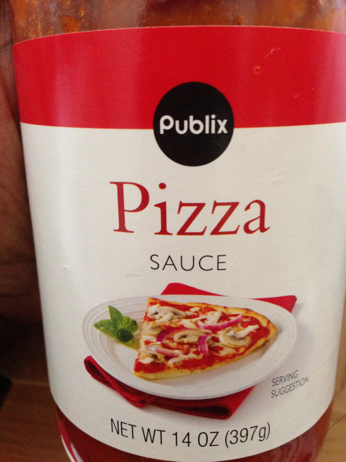 Publix
Pizza
SAUCE
SERVING
SUGGESTION
NET WT 14 OZ (397g)